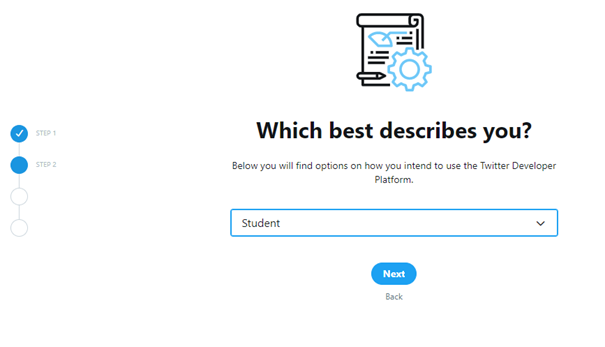 STEP 1
STEP 2
Which best describes you?
Below you will find options on how you intend to use the Twitter Developer
Platform.
Student
Next
Back